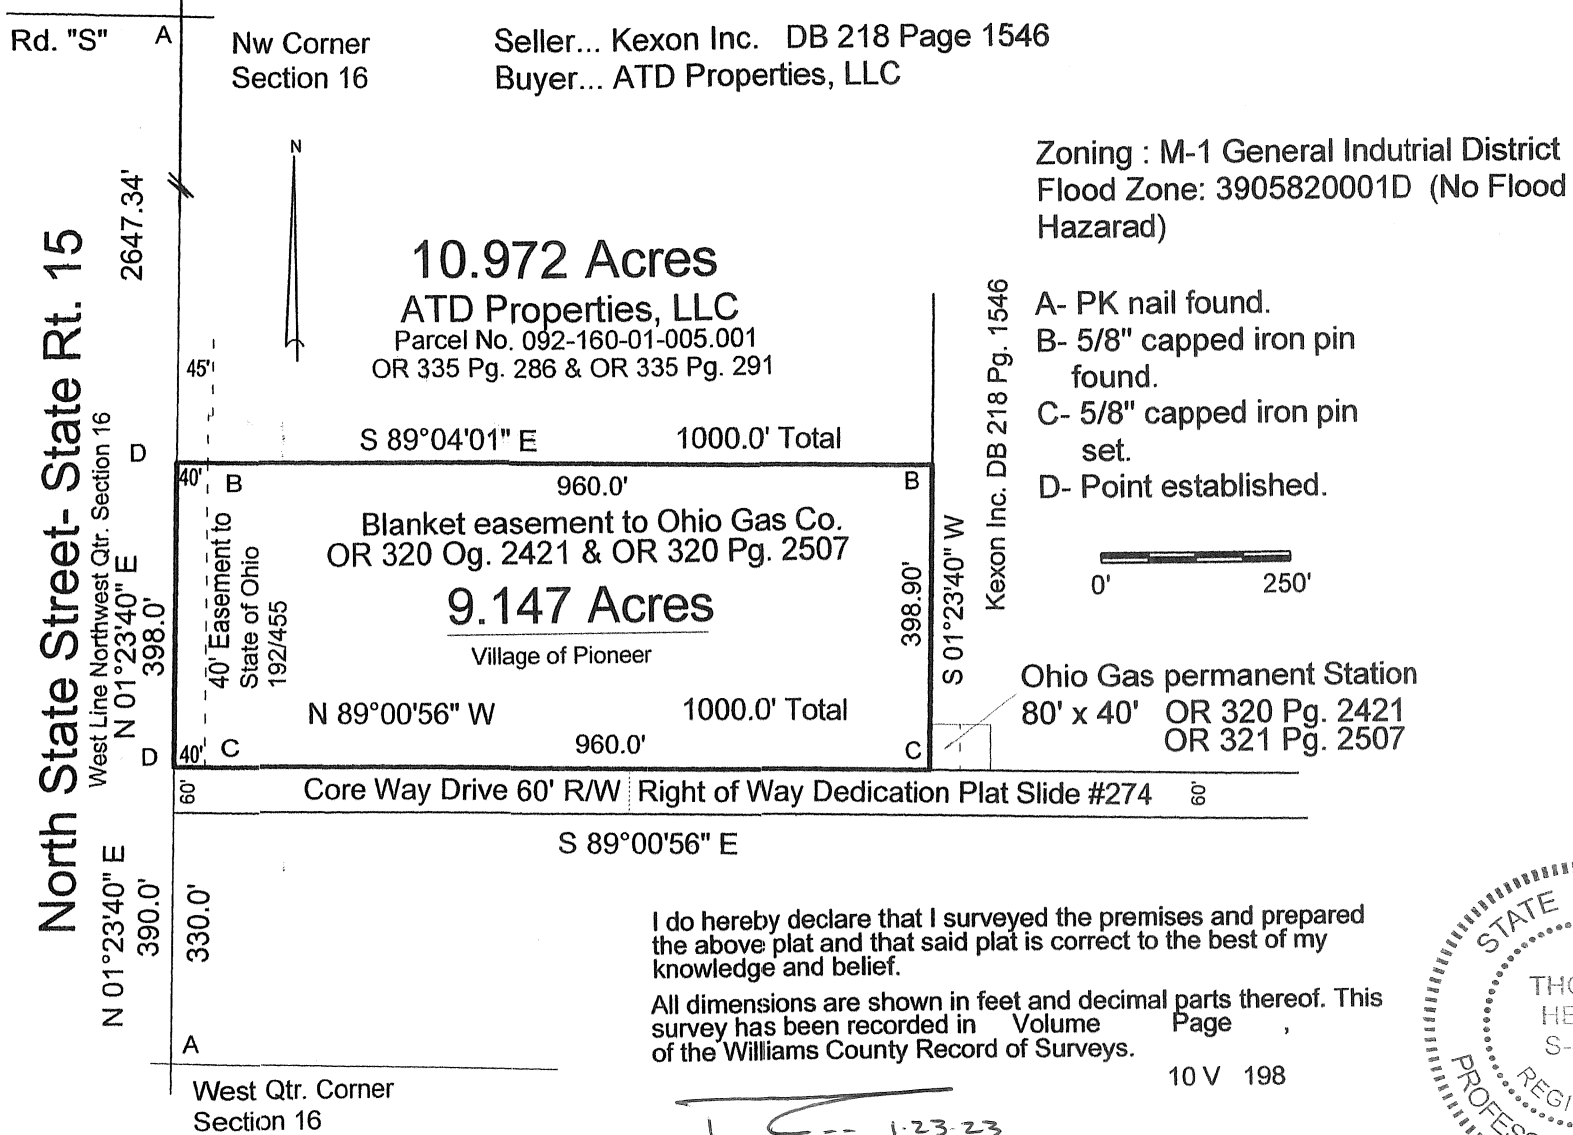 Rd. "S"
A
Nw Corner
Section 16
Seller... Kexon Inc. DB 218 Page 1546
Buyer... ATD Properties, LLC
N
Zoning : M-1 General Indutrial District
Flood Zone: 3905820001D (No Flood
Hazarad)
2647.34'
10.972 Acres
ATD Properties, LLC
Parcel No. 092-160-01-005.001
OR 335 Pg. 286 & OR 335 Pg. 291
45'
A- PK nail found.
B- 5/8" capped iron pin
found.
C- 5/8" capped iron pin
set.
D- Point established.
Kexon Inc. DB 218 Pg. 1546
North State Street- State Rt. 15
West Line Northwest Qtr. Section 16
N 01°23'40" E
398.0'
D
S 89°04'01" E
1000.0' Total
40'
B
960.0'
B
Blanket easement to Ohio Gas Co.
OR 320 Og. 2421 & OR 320 Pg. 2507
40' Easement to
State of Ohio
192/455
9.147 Acres
Village of Pioneer
398.90'
S 01°23'40" W
0'
250'
N 89°00'56" W
1000.0' Total
D
40'
C
960.0'
C
Ohio Gas permanent Station
80' x 40' OR 320 Pg. 2421
OR 321 Pg. 2507
60'
Core Way Drive 60' R/W Right of Way Dedication Plat Slide #274
60'
S 89°00'56" E
N 01°23'40" E
390.0'
330.0'
I do hereby declare that I surveyed the premises and prepared
the above plat and that said plat is correct to the best of my
knowledge and belief.
All dimensions are shown in feet and decimal parts thereof. This
survey has been recorded in Volume Page ,
of the Williams County Record of Surveys.
10 V 198
A
West Qtr. Corner
Section 16
1-23-23
STATE
THO
HE
S-
REGI
PROFESS